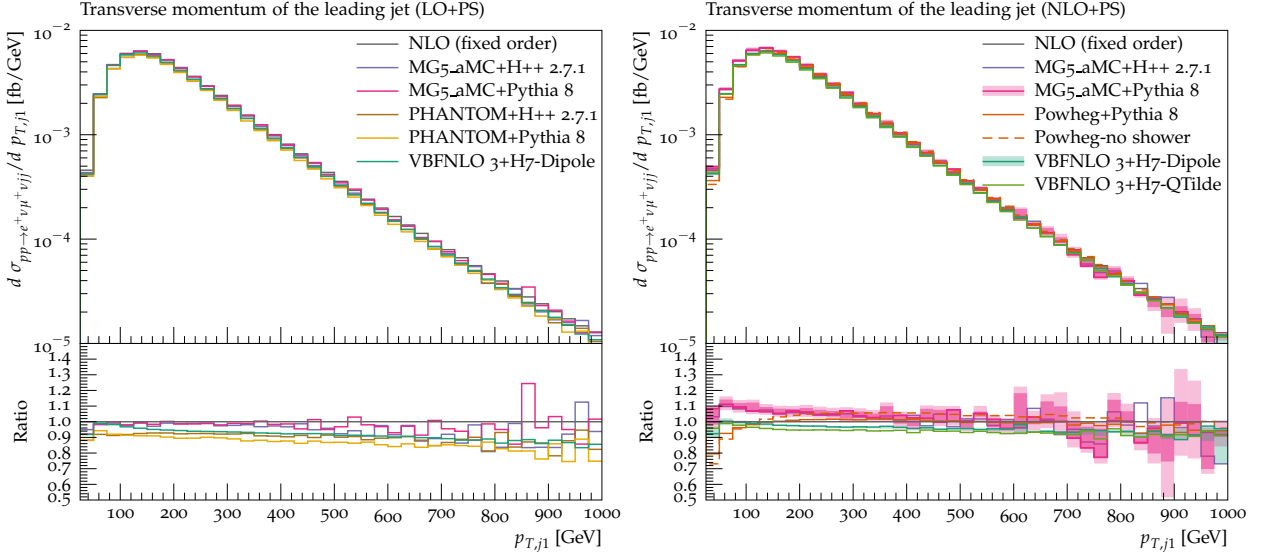 Transverse momentum of the leading jet (LO+PS)
10⁻²
10⁻³
10⁻⁴
10⁻⁵
d σ_{pp→e⁺νμ⁺νjj}/d p_{T,j1} [fb/GeV]
NLO (fixed order)
MG5_aMC+H++ 2.7.1
MG5_aMC+Pythia 8
PHANTOM+H++ 2.7.1
PHANTOM+Pythia 8
VBFNLO 3+H7-Dipole
1.4
1.3
1.2
1.1
1.0
0.9
0.8
0.7
0.6
0.5
Ratio
100 200 300 400 500 600 700 800 900 1000
p_{T,j1} [GeV]
Transverse momentum of the leading jet (NLO+PS)
10⁻²
10⁻³
10⁻⁴
10⁻⁵
d σ_{pp→e⁺νμ⁺νjj}/d p_{T,j1} [fb/GeV]
NLO (fixed order)
MG5_aMC+H++ 2.7.1
MG5_aMC+Pythia 8
Powheg+Pythia 8
Powheg-no shower
VBFNLO 3+H7-Dipole
VBFNLO 3+H7-QTilde
1.4
1.3
1.2
1.1
1.0
0.9
0.8
0.7
0.6
0.5
Ratio
100 200 300 400 500 600 700 800 900 1000
p_{T,j1} [GeV]